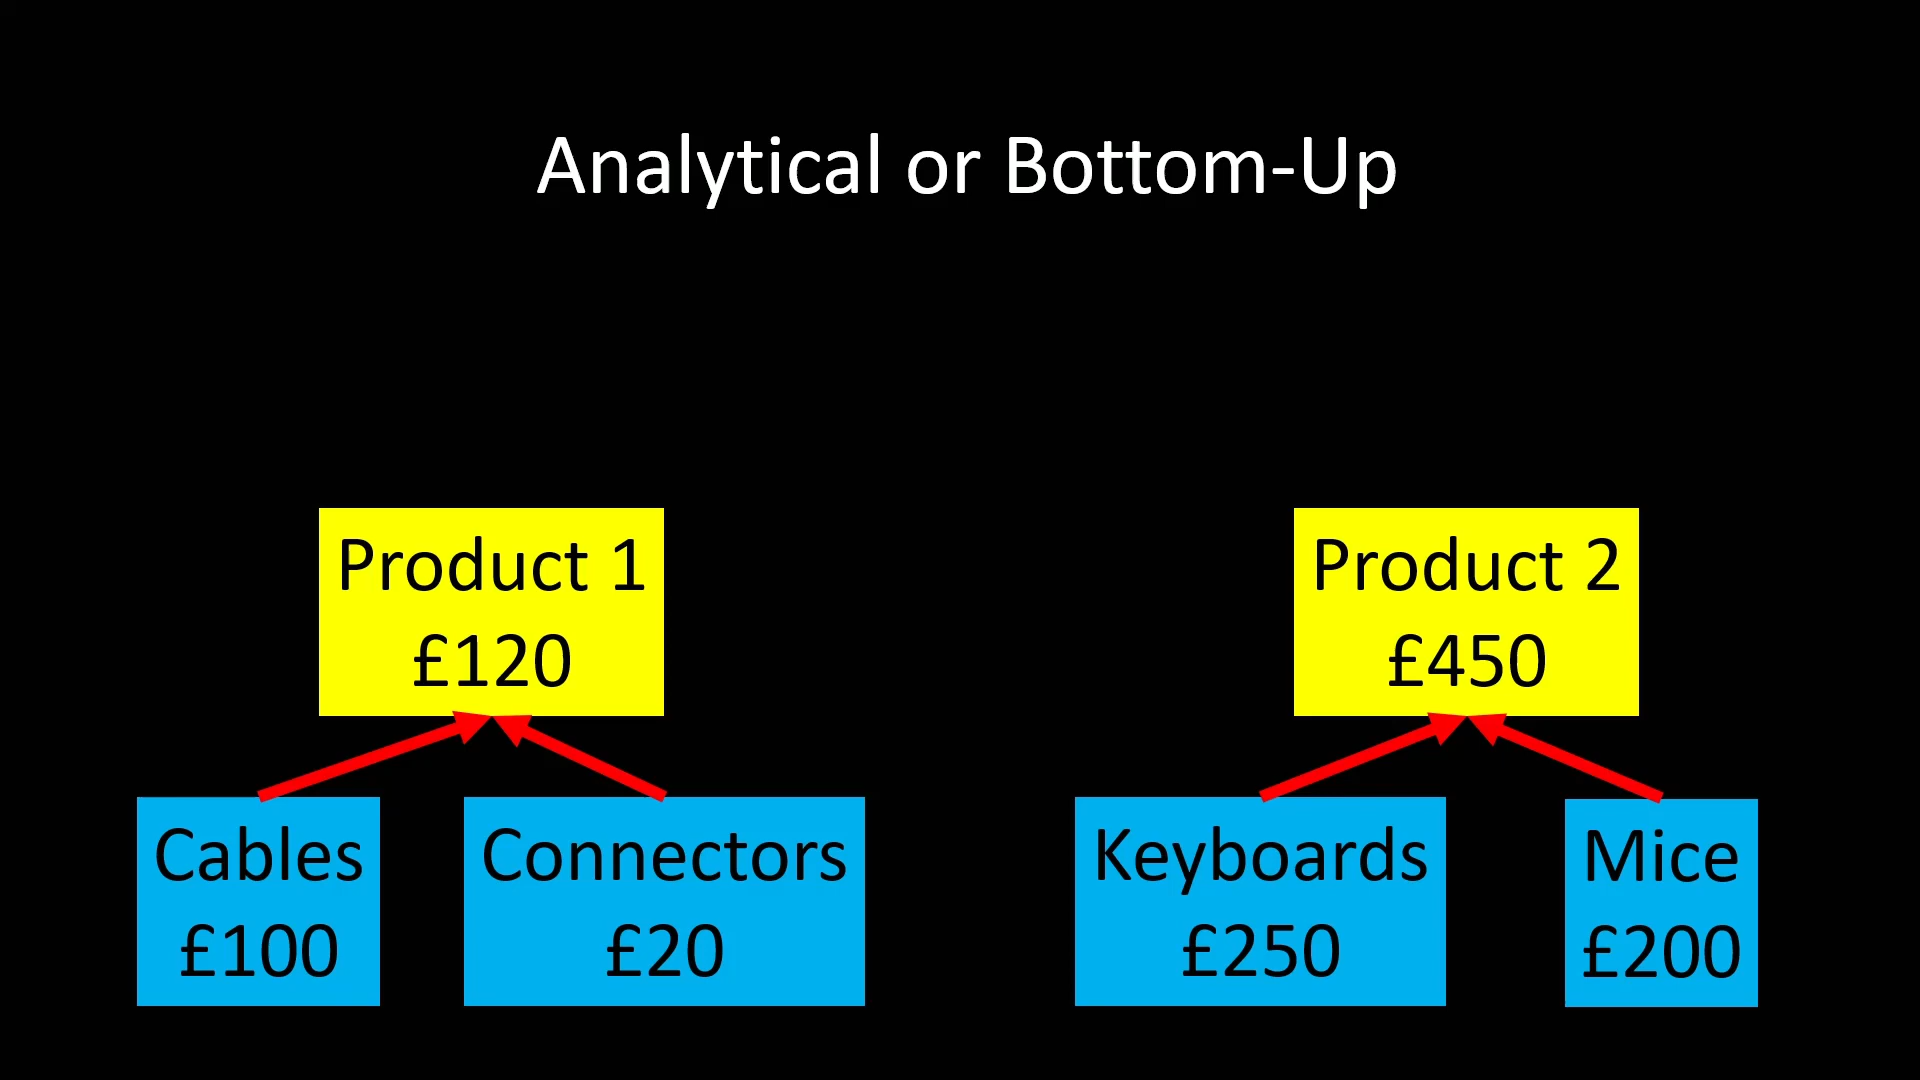 Analytical or Bottom-Up
Product 1
£120
Product 2
£450
Cables
£100
Connectors
£20
Keyboards
£250
Mice
£200